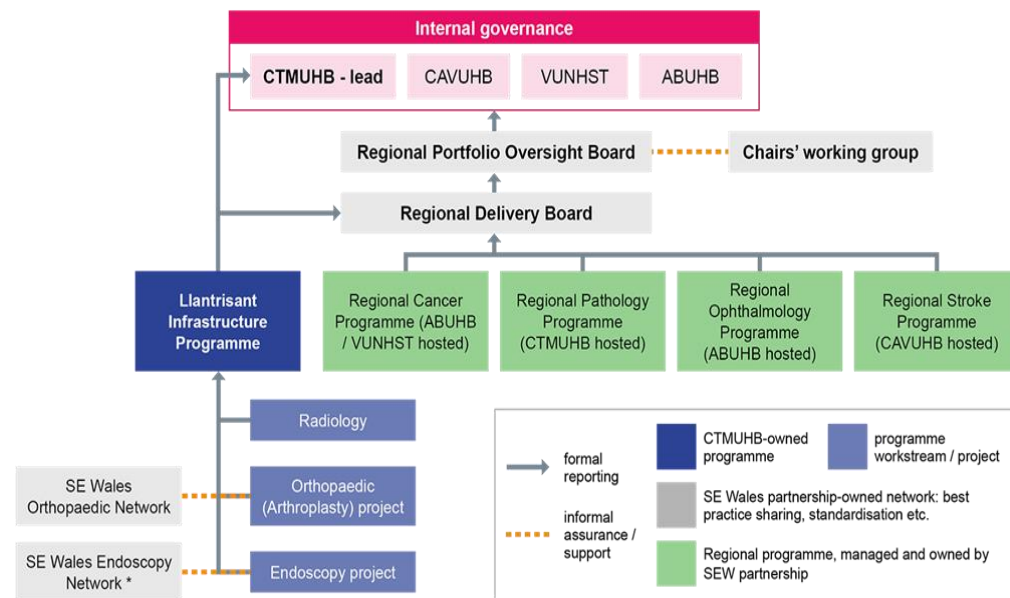 Internal governance
CTMUHB - lead
CAVUHB
VUNHST
ABUHB
Regional Portfolio Oversight Board
Chairs’ working group
Regional Delivery Board
Llantrisant
Infrastructure
Programme
Regional Cancer
Programme (ABUHB
/ VUNHST hosted)
Regional Pathology
Programme
(CTMUHB hosted)
Regional
Ophthalmology
Programme
(ABUHB hosted)
Regional Stroke
Programme
(CAVUHB hosted)
Radiology
SE Wales
Orthopaedic Network
Orthopaedic
(Arthroplasty) project
SE Wales Endoscopy
Network *
Endoscopy project
formal
reporting
informal
assurance /
support
CTMUHB-owned
programme
programme
workstream / project
SE Wales partnership-owned network: best
practice sharing, standardisation etc.
Regional programme, managed and owned by
SEW partnership